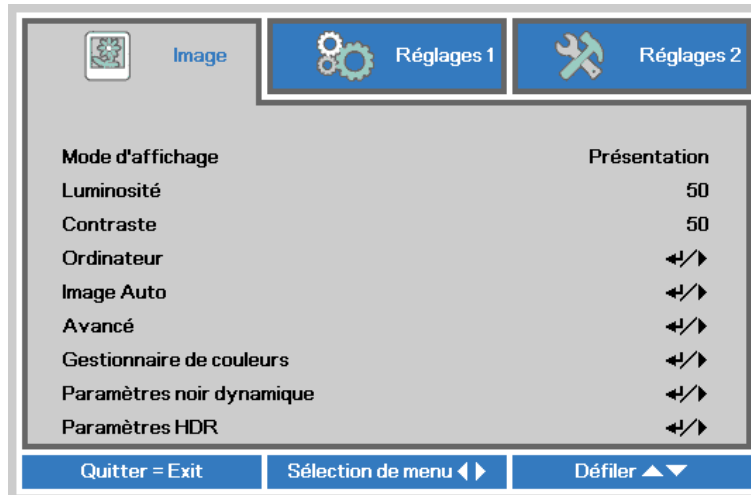 Image Réglages 1 Réglages 2
Mode d'affichage Présentation
Luminosité 50
Contraste 50
Ordinateur
Image Auto
Avancé
Gestionnaire de couleurs
Paramètres noir dynamique
Paramètres HDR
Quitter = Exit Sélection de menu Défiler